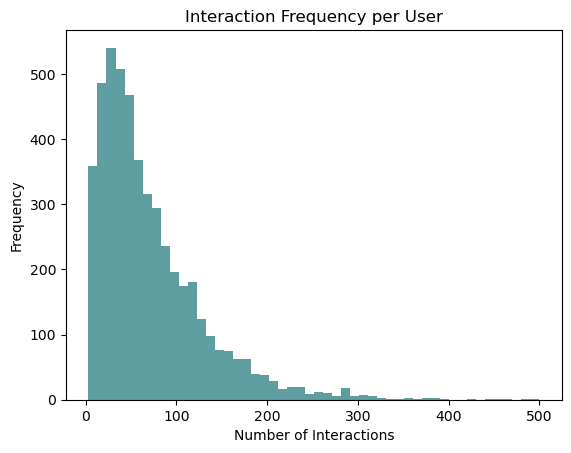 Interaction Frequency per User
Frequency
500
400
300
200
100
0
0 100 200 300 400 500
Number of Interactions